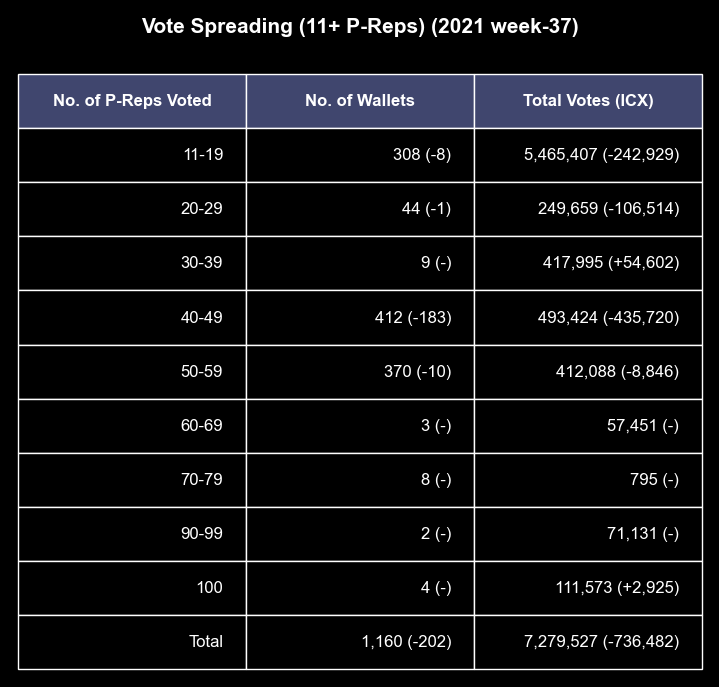 Vote Spreading (11+ P-Reps) (2021 week-37)
No. of P-Reps Voted No. of Wallets Total Votes (ICX)
11-19 308 (-8) 5,465,407 (-242,929)
20-29 44 (-1) 249,659 (-106,514)
30-39 9 (-) 417,995 (+54,602)
40-49 412 (-183) 493,424 (-435,720)
50-59 370 (-10) 412,088 (-8,846)
60-69 3 (-) 57,451 (-)
70-79 8 (-) 795 (-)
90-99 2 (-) 71,131 (-)
100 4 (-) 111,573 (+2,925)
Total 1,160 (-202) 7,279,527 (-736,482)